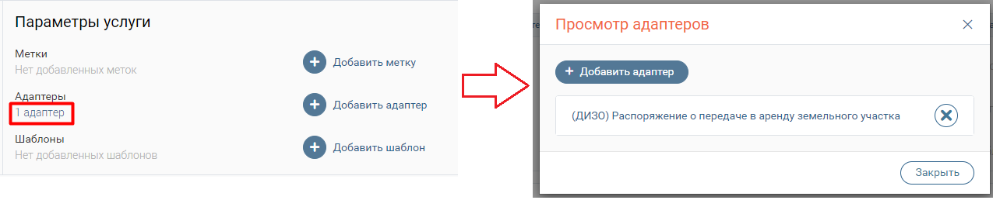 Параметры услуги
Метки
Нет добавленных меток
Добавить метку
Адаптеры
1 адаптер
Добавить адаптер
Шаблоны
Нет добавленных шаблонов
Добавить шаблон
Просмотр адаптеров
Добавить адаптер
(ДИЗО) Распоряжение о передаче в аренду земельного участка
Закрыть